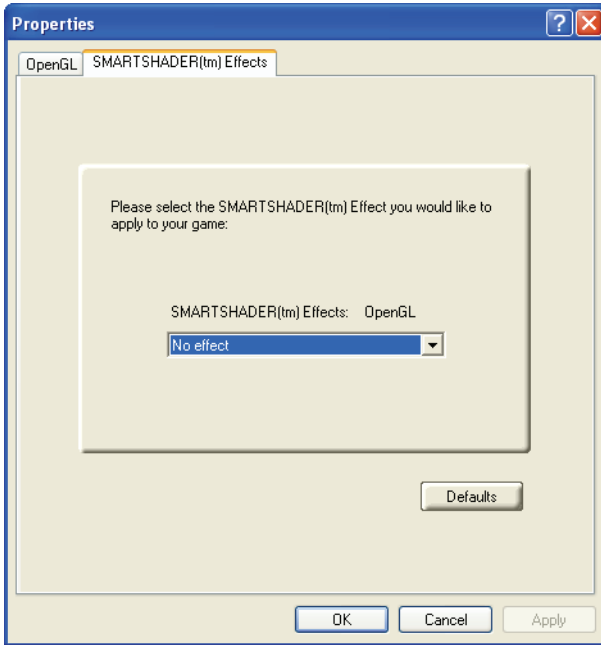 Properties
OpenGL SMARTSHADER(tm) Effects
Please select the SMARTSHADER(tm) Effect you would like to
apply to your game:
SMARTSHADER(tm) Effects: OpenGL
No effect
Defaults
OK Cancel Apply